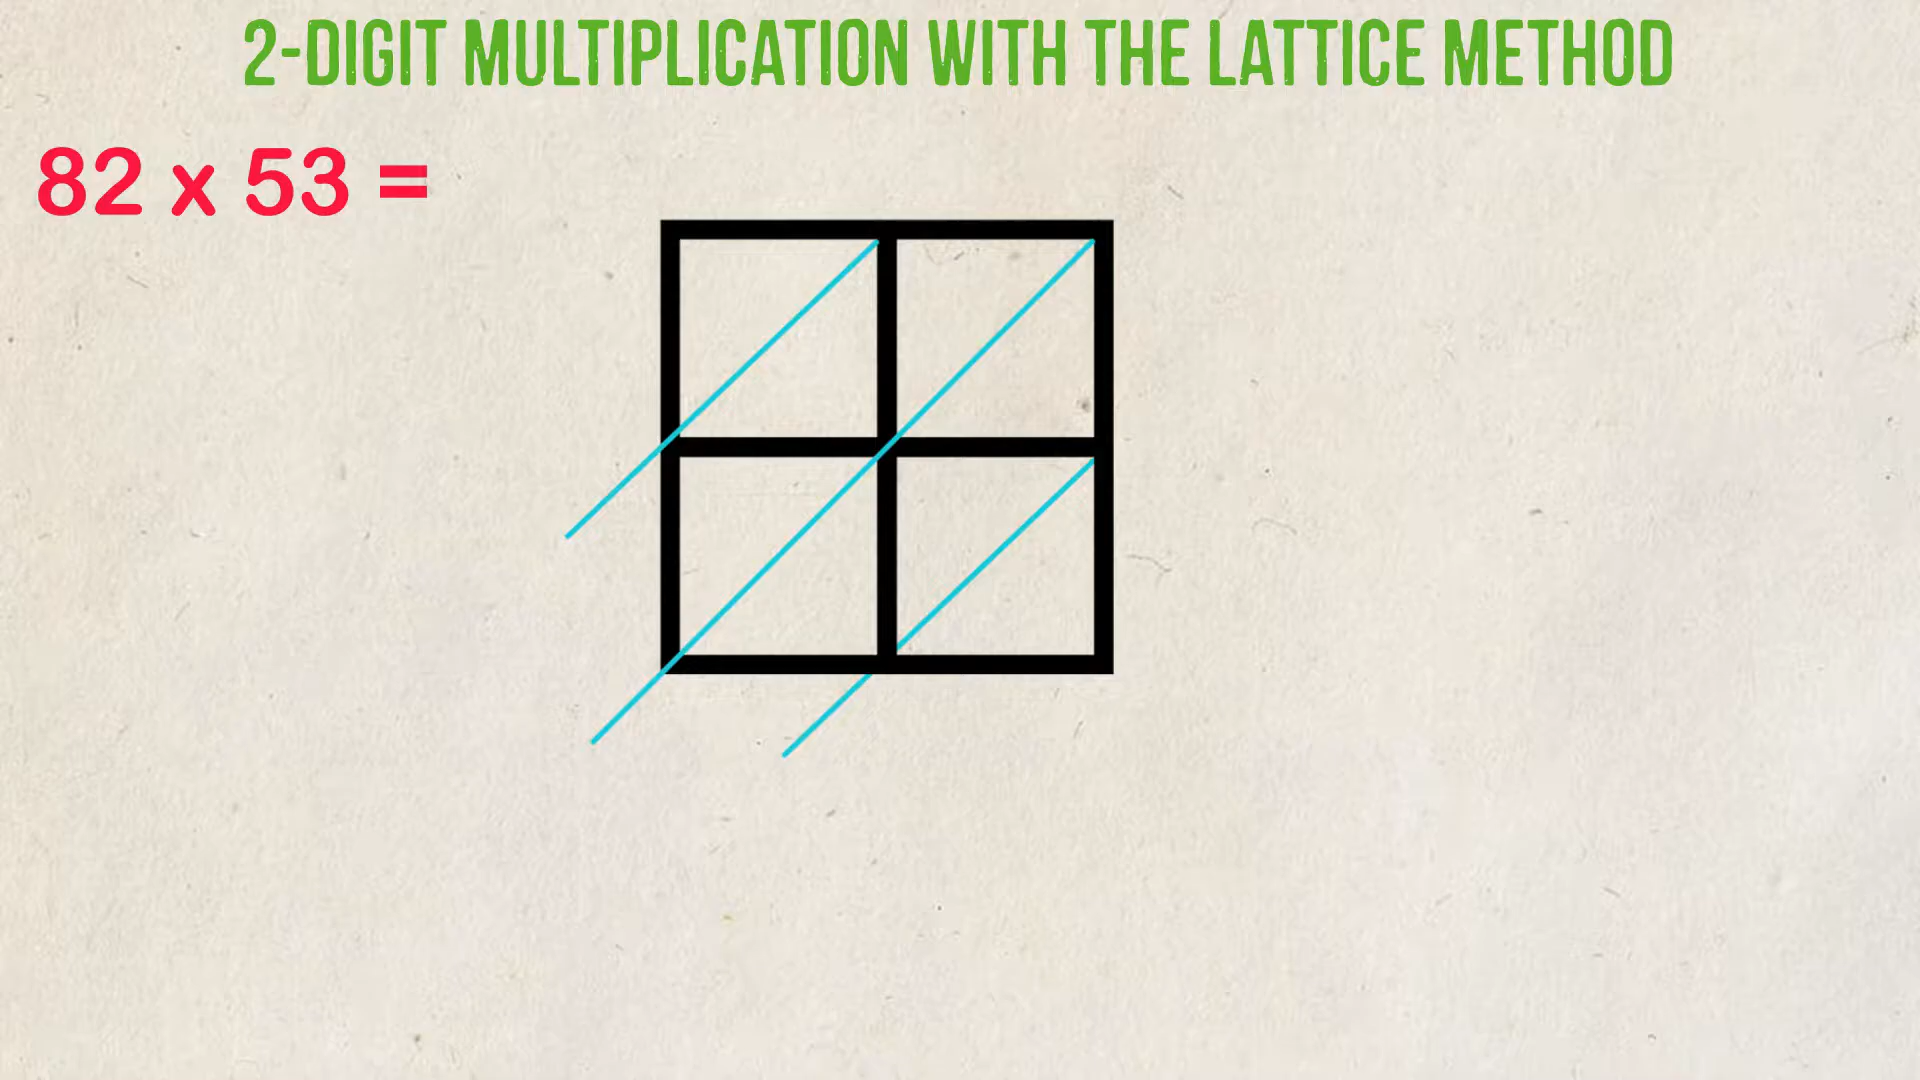 2-DIGIT MULTIPLICATION WITH THE LATTICE METHOD
82 x 53 =